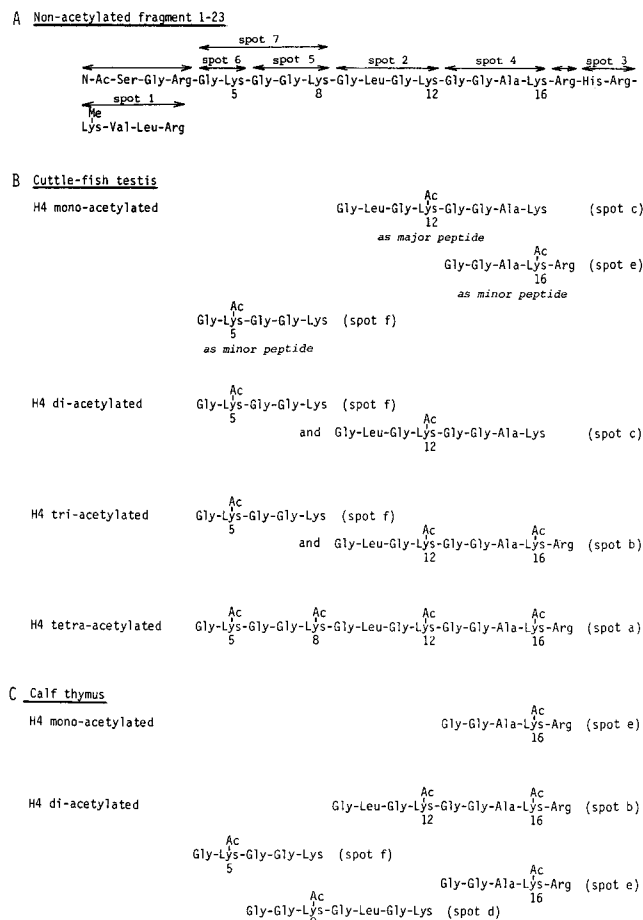 A Non-acetylated fragment 1-23
spot 7
spot 6 spot 5 spot 2 spot 4 spot 3
N-Ac-Ser-Gly-Arg-Gly-Lys-Gly-Gly-Lys-Gly-Leu-Gly-Lys-Gly-Gly-Ala-Lys-Arg-His-Arg-
5 8 12 16
spot 1
Me
Lys-Val-Leu-Arg
B Cuttle-fish testis
Ac
H4 mono-acetylated Gly-Leu-Gly-Lys-Gly-Gly-Ala-Lys (spot c)
12
as major peptide
Ac
Gly-Gly-Ala-Lys-Arg (spot e)
16
as minor peptide
Ac
Gly-Lys-Gly-Gly-Lys (spot f)
5
as minor peptide
Ac
H4 di-acetylated Gly-Lys-Gly-Gly-Lys (spot f)
5
Ac
and Gly-Leu-Gly-Lys-Gly-Gly-Ala-Lys (spot c)
12
Ac
H4 tri-acetylated Gly-Lys-Gly-Gly-Lys (spot f)
5
Ac Ac
and Gly-Leu-Gly-Lys-Gly-Gly-Ala-Lys-Arg (spot b)
12 16
Ac Ac Ac Ac
H4 tetra-acetylated Gly-Lys-Gly-Gly-Lys-Gly-Leu-Gly-Lys-Gly-Gly-Ala-Lys-Arg (spot a)
5 8 12 16
C Calf thymus
Ac
H4 mono-acetylated Gly-Gly-Ala-Lys-Arg (spot e)
16
Ac Ac
H4 di-acetylated Gly-Leu-Gly-Lys-Gly-Gly-Ala-Lys-Arg (spot b)
12 16
Ac
Gly-Lys-Gly-Gly-Lys (spot f)
5
Ac
Gly-Gly-Ala-Lys-Arg (spot e)
16
Ac
Gly-Gly-Lys-Gly-Leu-Gly-Lys (spot d)